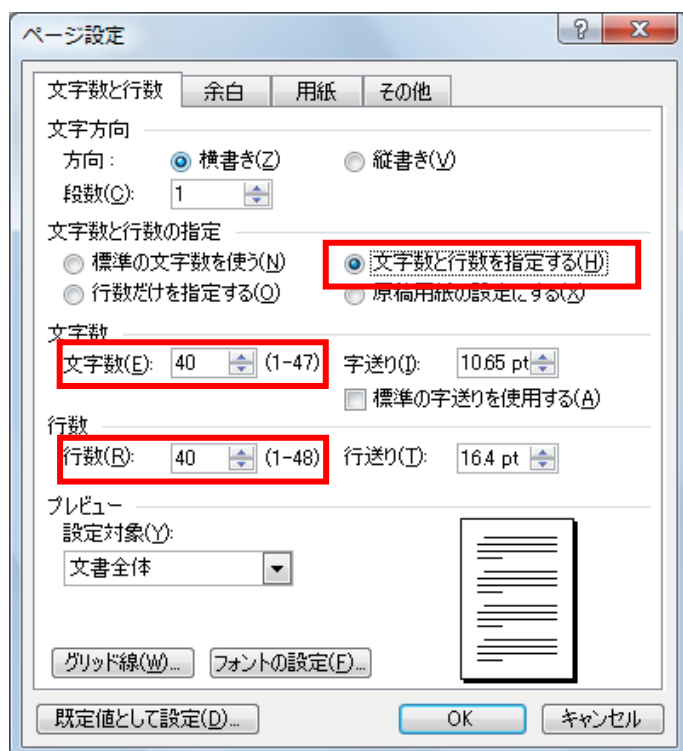 ページ設定
文字数と行数 余白 用紙 その他
文字方向
方向: 横書き(Z) 縦書き(V)
段数(C): 1
文字数と行数の指定
標準の文字数を使う(N) 文字数と行数を指定する(H)
行数だけを指定する(O) 原稿用紙の設定にする(X)
文字数
文字数(E): 40 (1-47) 字送り(I): 10.65 pt
標準の字送りを使用する(A)
行数
行数(R): 40 (1-48) 行送り(T): 16.4 pt
プレビュー
設定対象(Y):
文書全体
グリッド線(W)... フォントの設定(F)...
既定値として設定(D)... OK キャンセル